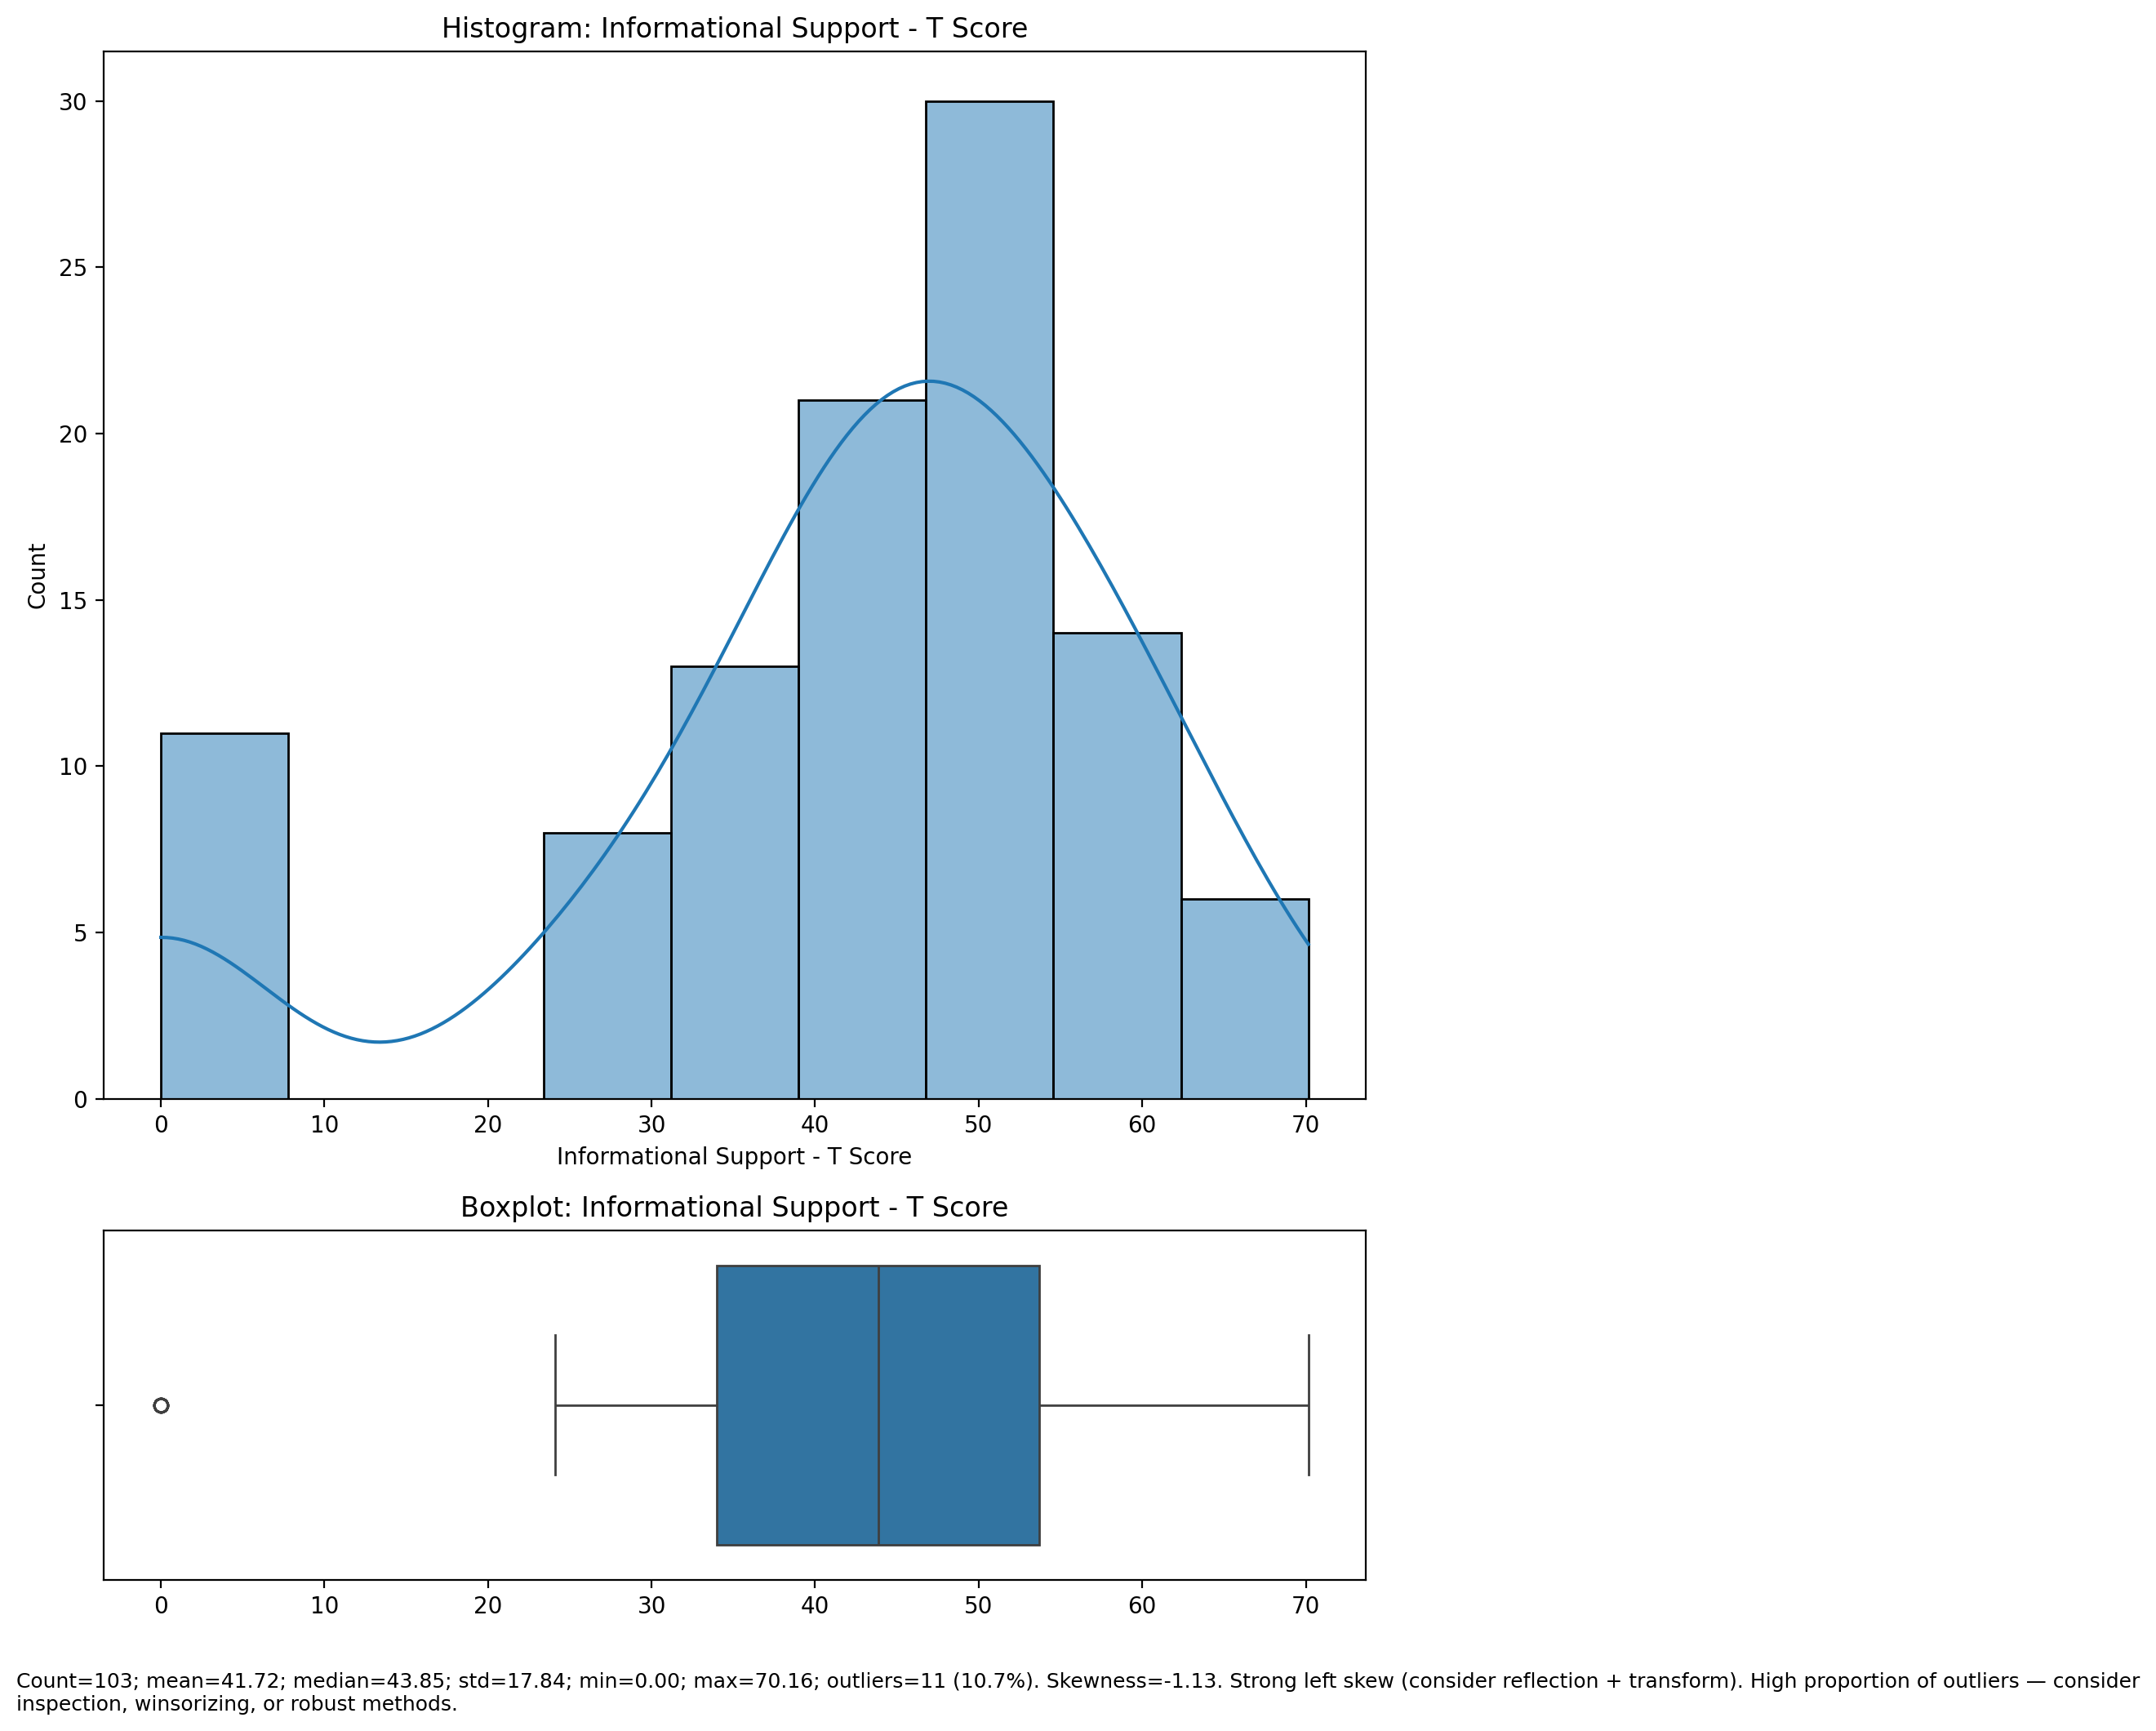 Histogram: Informational Support - T Score
30
25
20
15
10
5
0
Count
0 10 20 30 40 50 60 70
Informational Support - T Score
Boxplot: Informational Support - T Score
0 10 20 30 40 50 60 70
Count=103; mean=41.72; median=43.85; std=17.84; min=0.00; max=70.16; outliers=11 (10.7%). Skewness=-1.13. Strong left skew (consider reflection + transform). High proportion of outliers — consider
inspection, winsorizing, or robust methods.